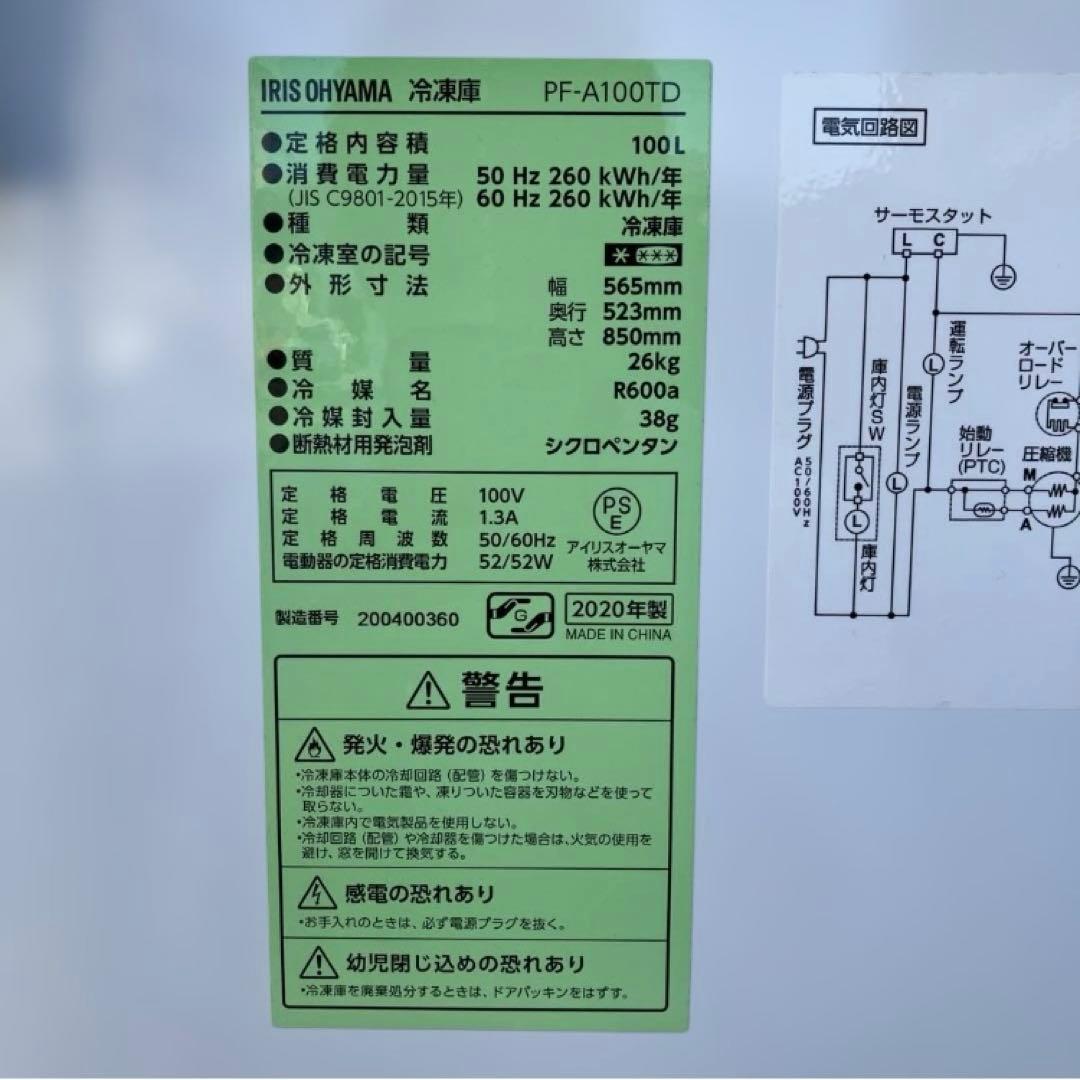 IRIS OHYAMA 冷凍庫 PF-A100TD
●定格内容積 100L
●消費電力量 50 Hz 260 kWh/年
(JIS C9801-2015年) 60 Hz 260 kWh/年
●種類 冷凍庫
●冷凍室の記号
●外形寸法 幅 565mm
奥行 523mm
高さ 850mm
●質量 26kg
●冷媒名 R600a
●冷媒封入量 38g
●断熱材用発泡剤 シクロペンタン
定格電圧 100V
定格電流 1.3A
定格周波数 50/60Hz
電動器の定格消費電力 52/52W
PS
E
アイリスオーヤマ
株式会社
製造番号 200400360
G
2020年製
MADE IN CHINA
警告
発火・爆発の恐れあり
・冷凍庫本体の冷却回路(配管)を傷つけない。
・冷却器についた霜や、凍りついた容器を刃物などを使って
取らない。
・冷凍庫内で電気製品を使用しない。
・冷却回路(配管)や冷却器を傷つけた場合は、火気の使用を
避け、窓を開けて換気する。
感電の恐れあり
・お手入れのときは、必ず電源プラグを抜く。
幼児閉じ込めの恐れあり
・冷凍庫を廃棄処分するときは、ドアパッキンをはずす。
電気回路図
サーモスタット
L C
運転ランプ
L
オーバー
ロード
リレー
電源プラグ
50/60Hz
AC100V
庫内灯SW
電源ランプ
L
始動
リレー
(PTC)
圧縮機
M
A
L
庫内灯